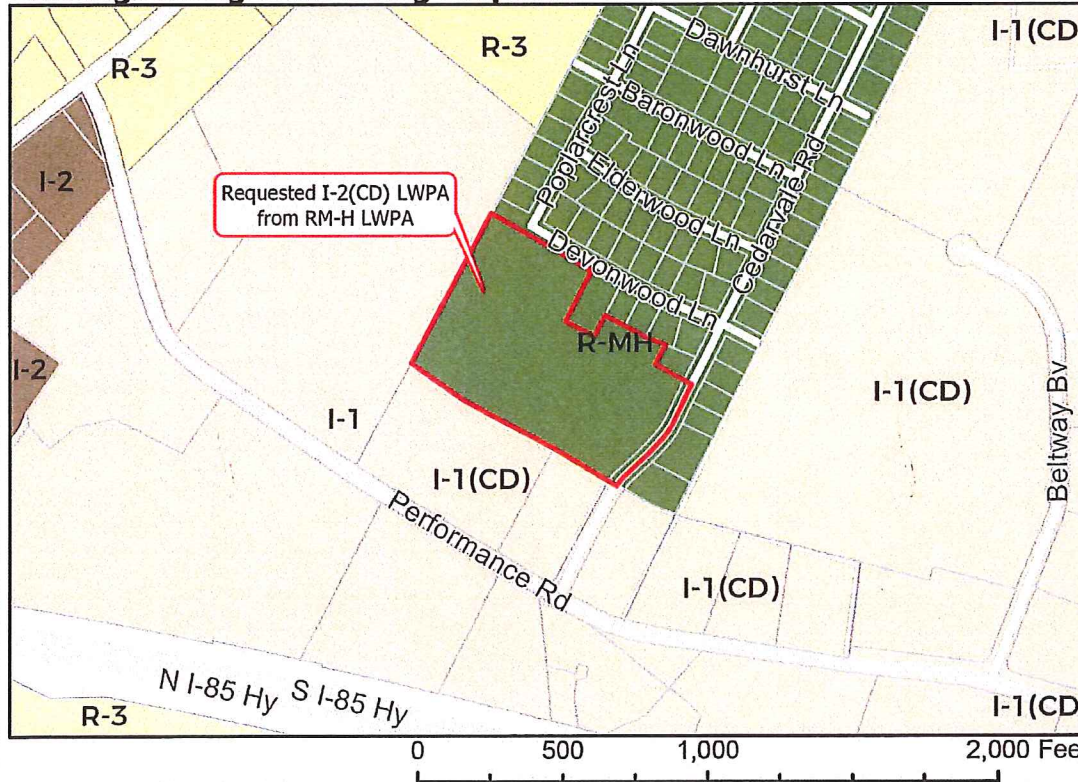 I-1(CD
R-3
R-3
Dawnhurst Ln
Poplarcrest Ln
Baronwood Ln
Cedarvale Rd
I-2
Requested I-2(CD) LWPA
from RM-H LWPA
Elderwood Ln
Devonwood Ln
R-MH
I-2
I-1
I-1(CD)
I-1(CD)
Beltway Bv
Performance Rd
I-1(CD)
N I-85 Hy S I-85 Hy
R-3
I-1(CD
0 500 1,000 2,000 Fee